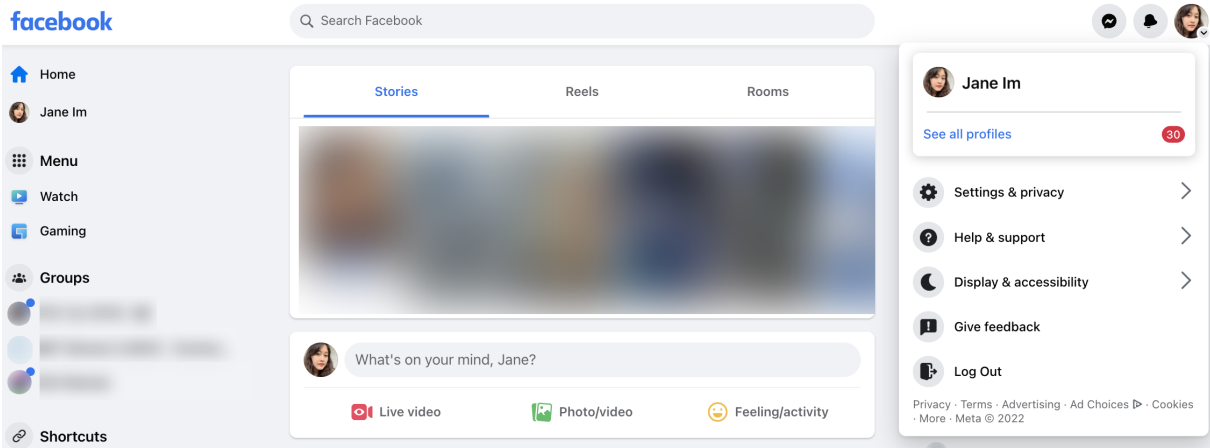 facebook
Search Facebook
Home
Jane Im
Menu
Watch
Gaming
Groups
Shortcuts
Stories Reels Rooms
What's on your mind, Jane?
Live video Photo/video Feeling/activity
Jane Im
See all profiles 30
Settings & privacy
Help & support
Display & accessibility
Give feedback
Log Out
Privacy · Terms · Advertising · Ad Choices · Cookies
· More · Meta © 2022